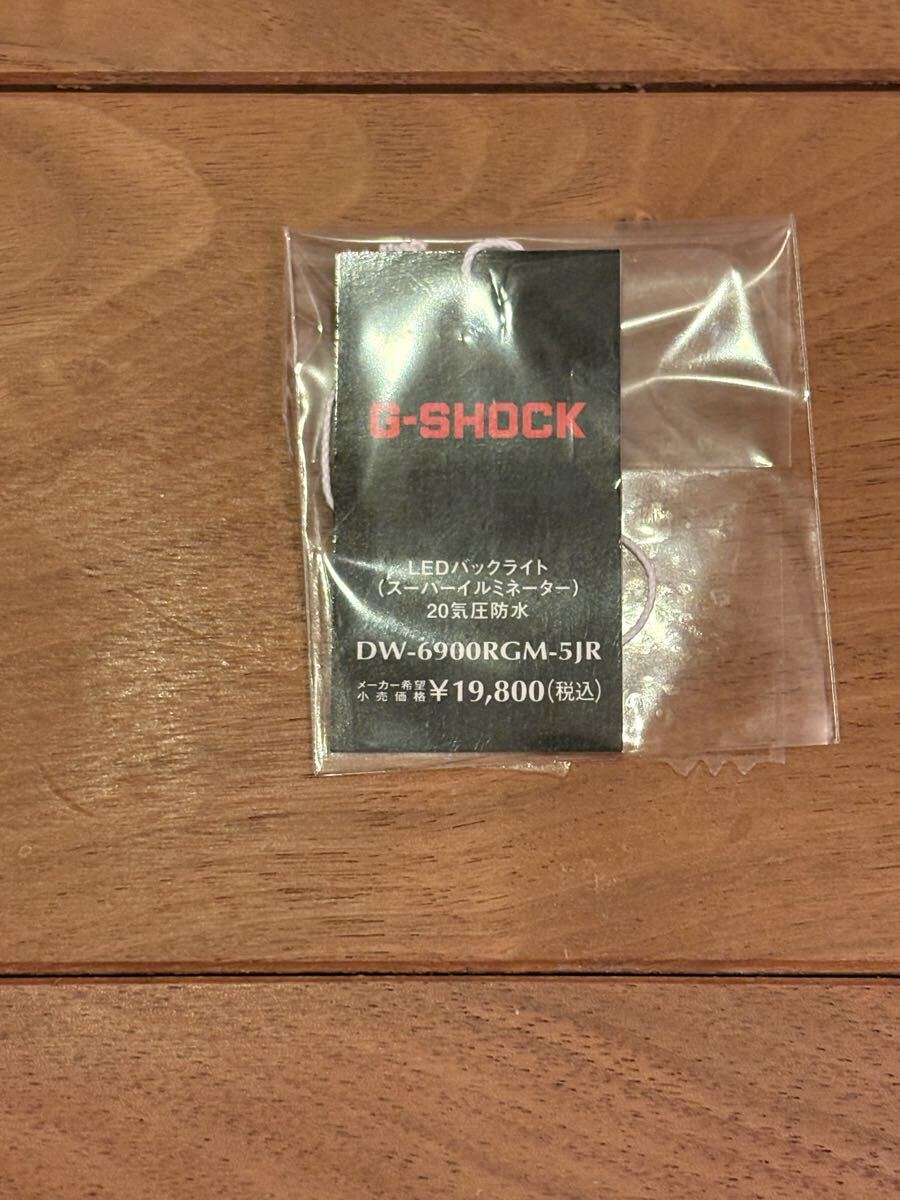 G-SHOCK
LEDバックライト
(スーパーイルミネーター)
20気圧防水
DW-6900RGM-5JR
メーカー希望
小売価格 ¥19,800(税込)